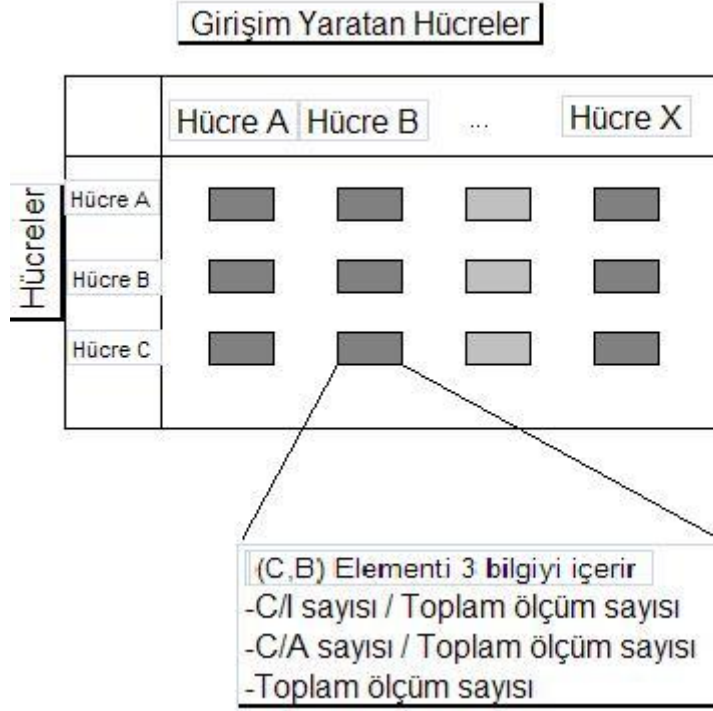 Girişim Yaratan Hücreler
Hücre A Hücre B ... Hücre X
Hücreler
Hücre A
Hücre B
Hücre C
(C,B) Elementi 3 bilgiyi içerir
-C/I sayısı / Toplam ölçüm sayısı
-C/A sayısı / Toplam ölçüm sayısı
-Toplam ölçüm sayısı